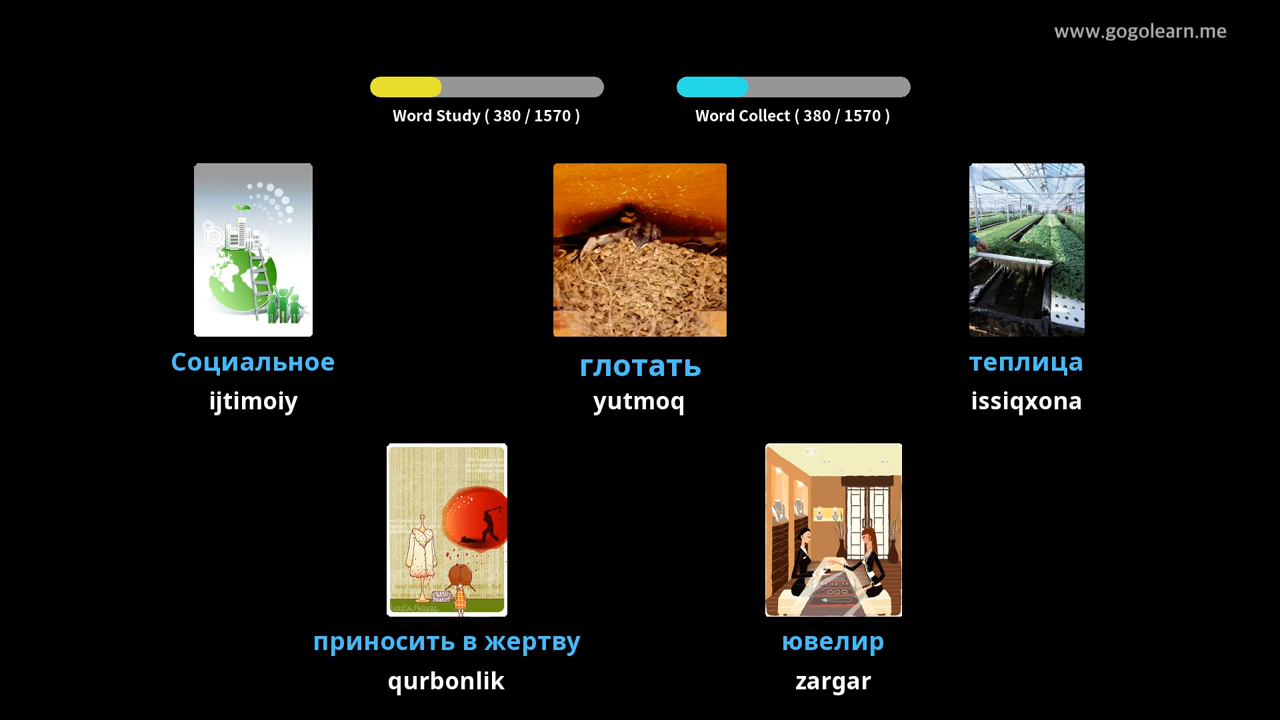 www.gogolearn.me
Word Study ( 380 / 1570 )
Word Collect ( 380 / 1570 )
Социальное
глотать
теплица
ijtimoiy
yutmoq
issiqxona
приносить в жертву
ювелир
qurbonlik
zargar